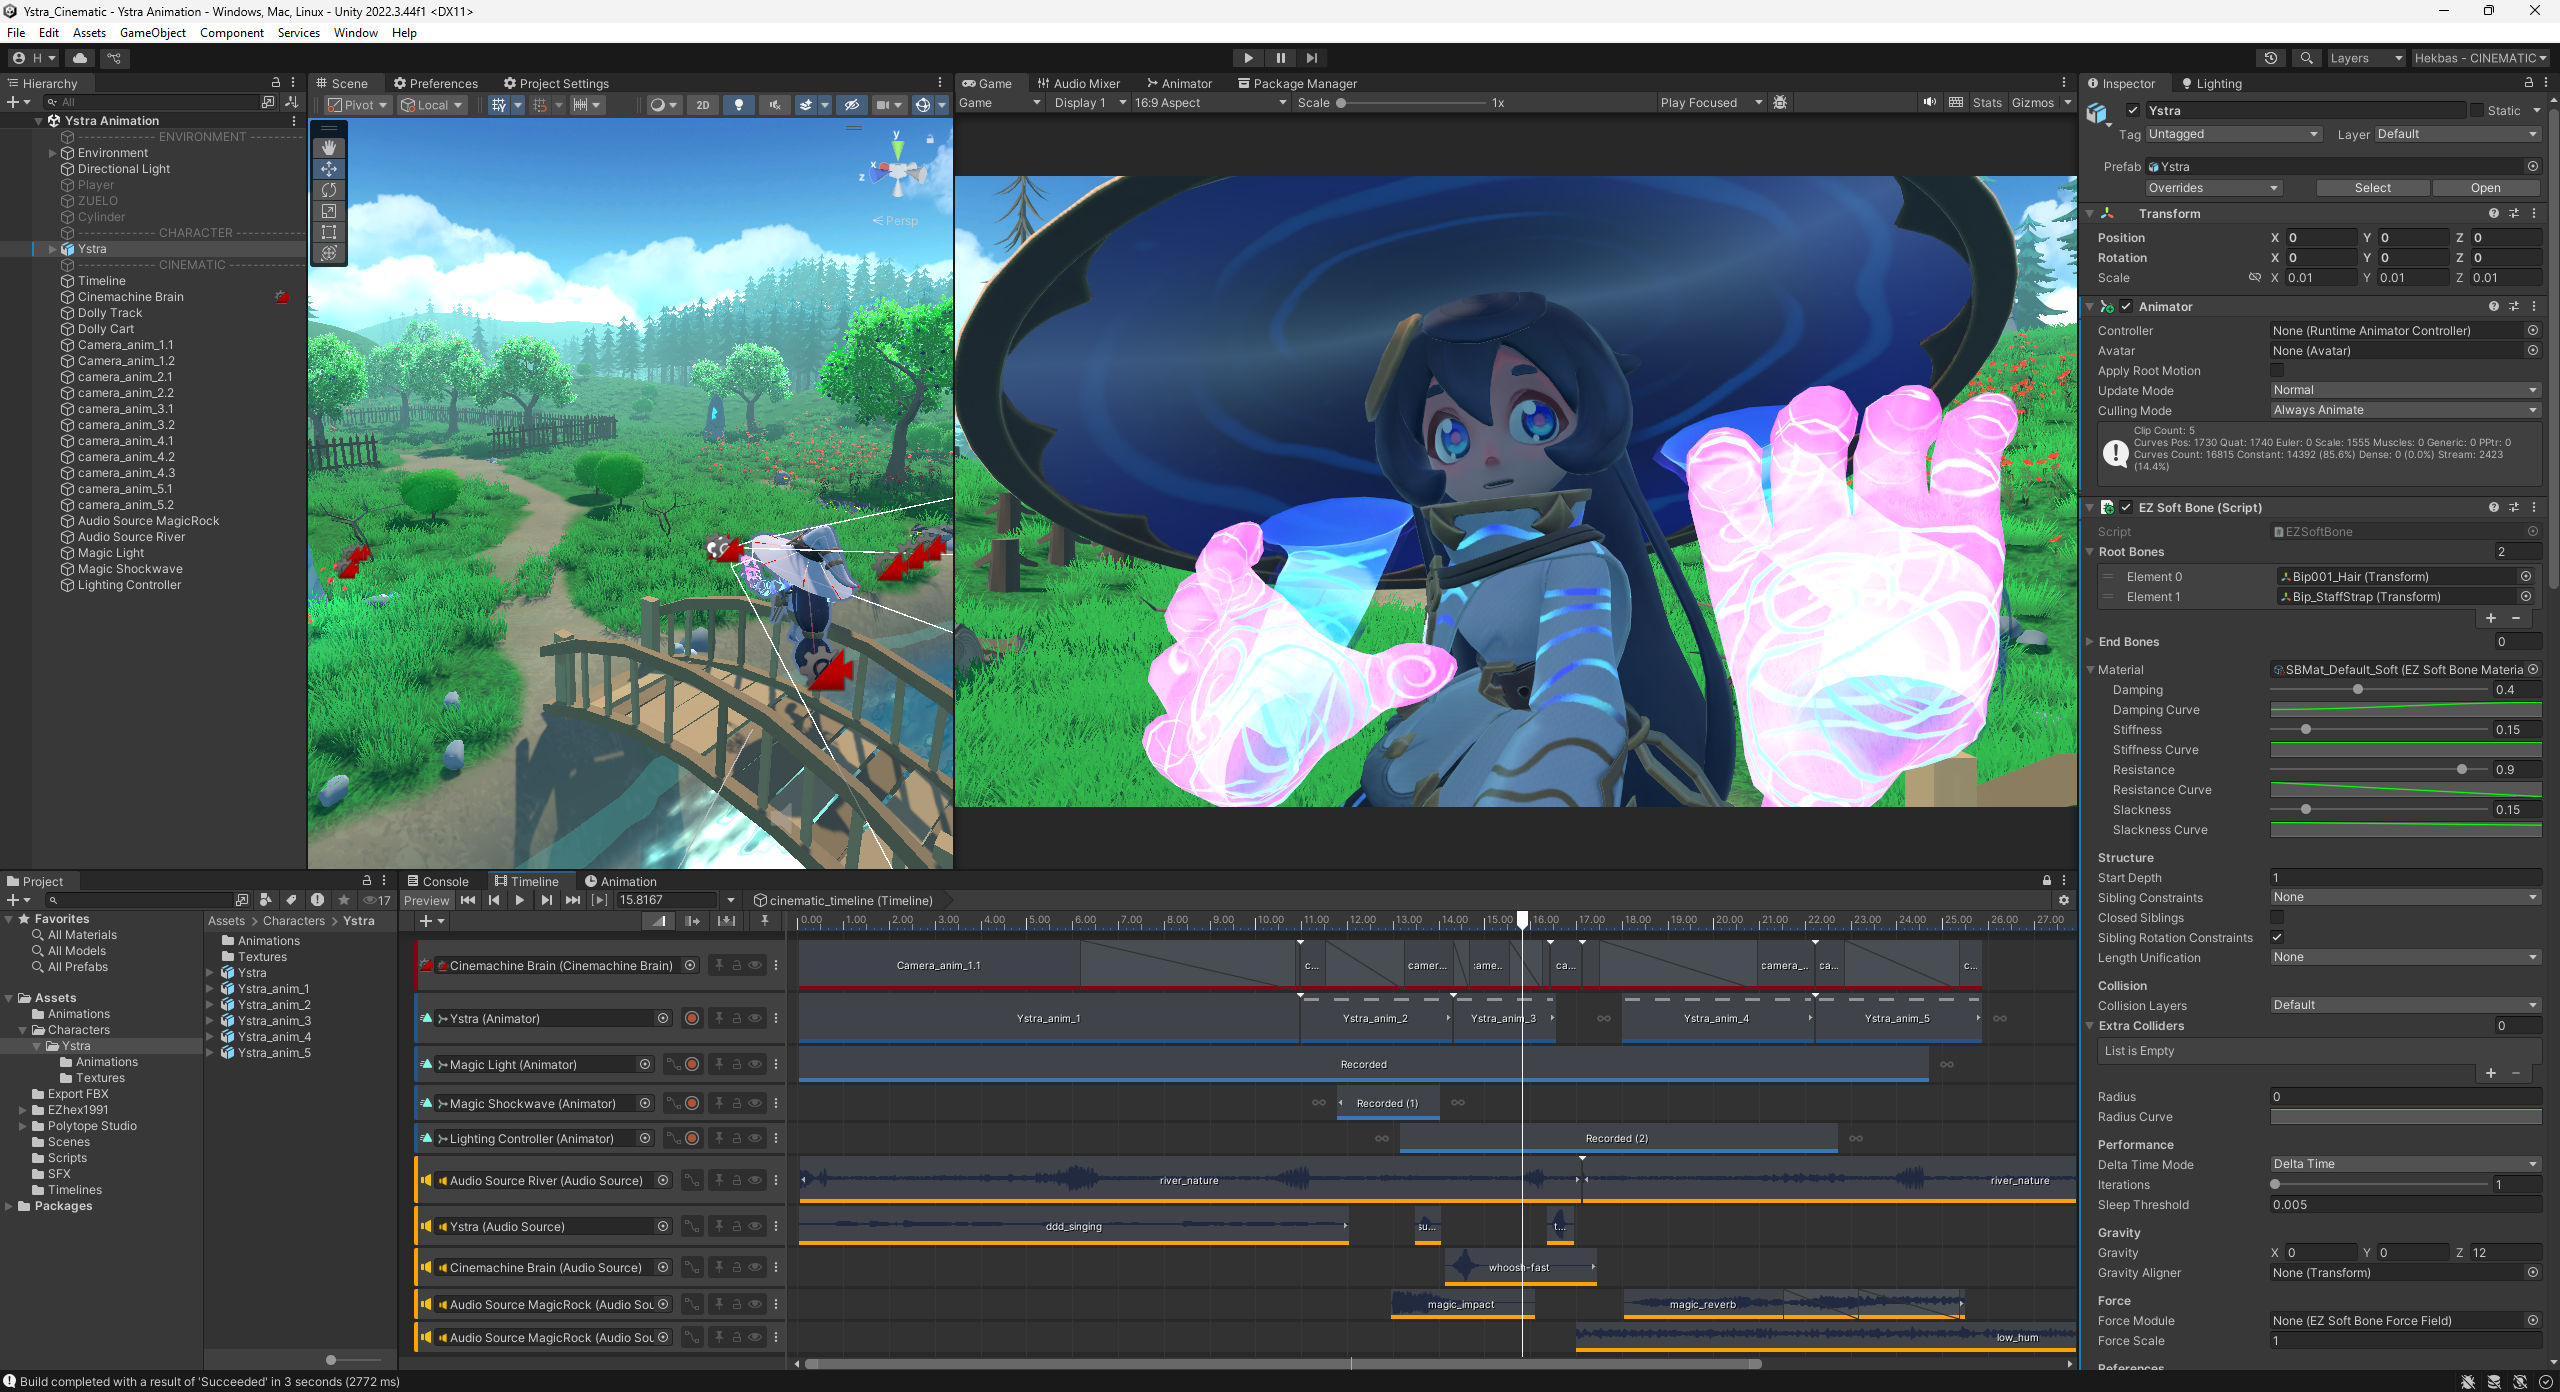 Ystra_Cinematic - Ystra Animation - Windows, Mac, Linux - Unity 2022.3.44f1 <DX11>
File Edit Assets GameObject Component Services Window Help
H
Layers
Hekbas - CINEMATIC
Hierarchy
All
Ystra Animation
------------- ENVIRONMENT ---------
Environment
Directional Light
Player
ZUELO
Cylinder
------------- CHARACTER -----------
Ystra
------------- CINEMATIC ------------
Timeline
Cinemachine Brain
Dolly Track
Dolly Cart
Camera_anim_1.1
Camera_anim_1.2
camera_anim_2.1
camera_anim_2.2
camera_anim_3.1
camera_anim_3.2
camera_anim_4.1
camera_anim_4.2
camera_anim_4.3
camera_anim_5.1
camera_anim_5.2
Audio Source MagicRock
Audio Source River
Magic Light
Magic Shockwave
Lighting Controller
Scene Preferences Project Settings
Pivot Local 2D
y
x
z
Persp
Game Audio Mixer Animator Package Manager
Game Display 1 16:9 Aspect Scale 1x Play Focused Stats Gizmos
Inspector Lighting
Ystra Static
Tag Untagged Layer Default
Prefab Ystra
Overrides Select Open
Transform
Position X 0 Y 0 Z 0
Rotation X 0 Y 0 Z 0
Scale X 0.01 Y 0.01 Z 0.01
Animator
Controller None (Runtime Animator Controller)
Avatar None (Avatar)
Apply Root Motion
Update Mode Normal
Culling Mode Always Animate
Clip Count: 5
Curves Pos: 1730 Quat: 1740 Euler: 0 Scale: 1555 Muscles: 0 Generic: 0 PPtr: 0
Curves Count: 16815 Constant: 14392 (85.6%) Dense: 0 (0.0%) Stream: 2423
(14.4%)
EZ Soft Bone (Script)
Script EZSoftBone
Root Bones 2
Element 0 Bip001_Hair (Transform)
Element 1 Bip_StaffStrap (Transform)
+ −
End Bones 0
Material SBMat_Default_Soft (EZ Soft Bone Materia
Damping 0.4
Damping Curve
Stiffness 0.15
Stiffness Curve
Resistance 0.9
Resistance Curve
Slackness 0.15
Slackness Curve
Structure
Start Depth 1
Sibling Constraints None
Closed Siblings
Sibling Rotation Constraints
Length Unification None
Collision
Collision Layers Default
Extra Colliders 0
List is Empty
+ −
Radius 0
Radius Curve
Performance
Delta Time Mode Delta Time
Iterations 1
Sleep Threshold 0.005
Gravity
Gravity X 0 Y 0 Z 12
Gravity Aligner None (Transform)
Force
Force Module None (EZ Soft Bone Force Field)
Force Scale 1
References
Project
17
Favorites
All Materials
All Models
All Prefabs
Assets
Animations
Characters
Ystra
Animations
Textures
Export FBX
EZhex1991
Polytope Studio
Scenes
Scripts
SFX
Timelines
Packages
Assets > Characters > Ystra
Animations
Textures
Ystra
Ystra_anim_1
Ystra_anim_2
Ystra_anim_3
Ystra_anim_4
Ystra_anim_5
Console Timeline Animation
Preview 15.8167 cinematic_timeline (Timeline)
0.00 1.00 2.00 3.00 4.00 5.00 6.00 7.00 8.00 9.00 10.00 11.00 12.00 13.00 14.00 15.00 16.00 17.00 18.00 19.00 20.00 21.00 22.00 23.00 24.00 25.00 26.00 27.00
Cinemachine Brain (Cinemachine Brain) Camera_anim_1.1 c... camer... :ame.. ca... camera_.. ca... c...
Ystra (Animator) Ystra_anim_1 Ystra_anim_2 Ystra_anim_3 Ystra_anim_4 Ystra_anim_5
Magic Light (Animator) Recorded
Magic Shockwave (Animator) Recorded (1)
Lighting Controller (Animator) Recorded (2)
Audio Source River (Audio Source) river_nature river_nature
Ystra (Audio Source) ddd_singing su... t...
Cinemachine Brain (Audio Source) whoosh-fast
Audio Source MagicRock (Audio Sou magic_impact magic_reverb
Audio Source MagicRock (Audio Sou low_hum
Build completed with a result of 'Succeeded' in 3 seconds (2772 ms)